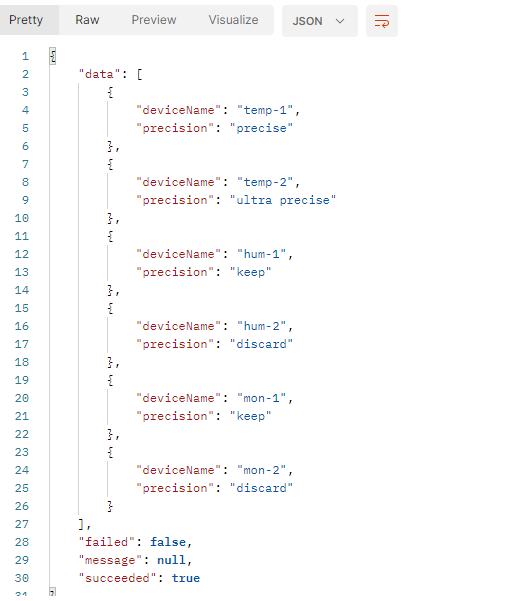 Pretty Raw Preview Visualize JSON
1 {
2 "data": [
3 {
4 "deviceName": "temp-1",
5 "precision": "precise"
6 },
7 {
8 "deviceName": "temp-2",
9 "precision": "ultra precise"
10 },
11 {
12 "deviceName": "hum-1",
13 "precision": "keep"
14 },
15 {
16 "deviceName": "hum-2",
17 "precision": "discard"
18 },
19 {
20 "deviceName": "mon-1",
21 "precision": "keep"
22 },
23 {
24 "deviceName": "mon-2",
25 "precision": "discard"
26 }
27 ],
28 "failed": false,
29 "message": null,
30 "succeeded": true
31 }